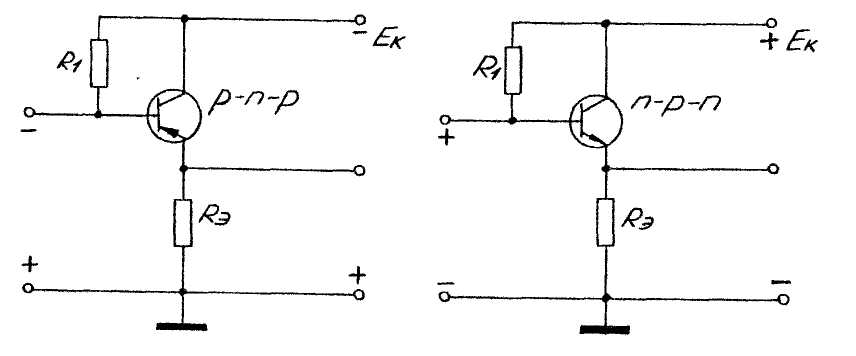 − Eк
R1
p-n-p
−
Rэ
+ +
+ Eк
R1
n-p-n
+
Rэ
− −